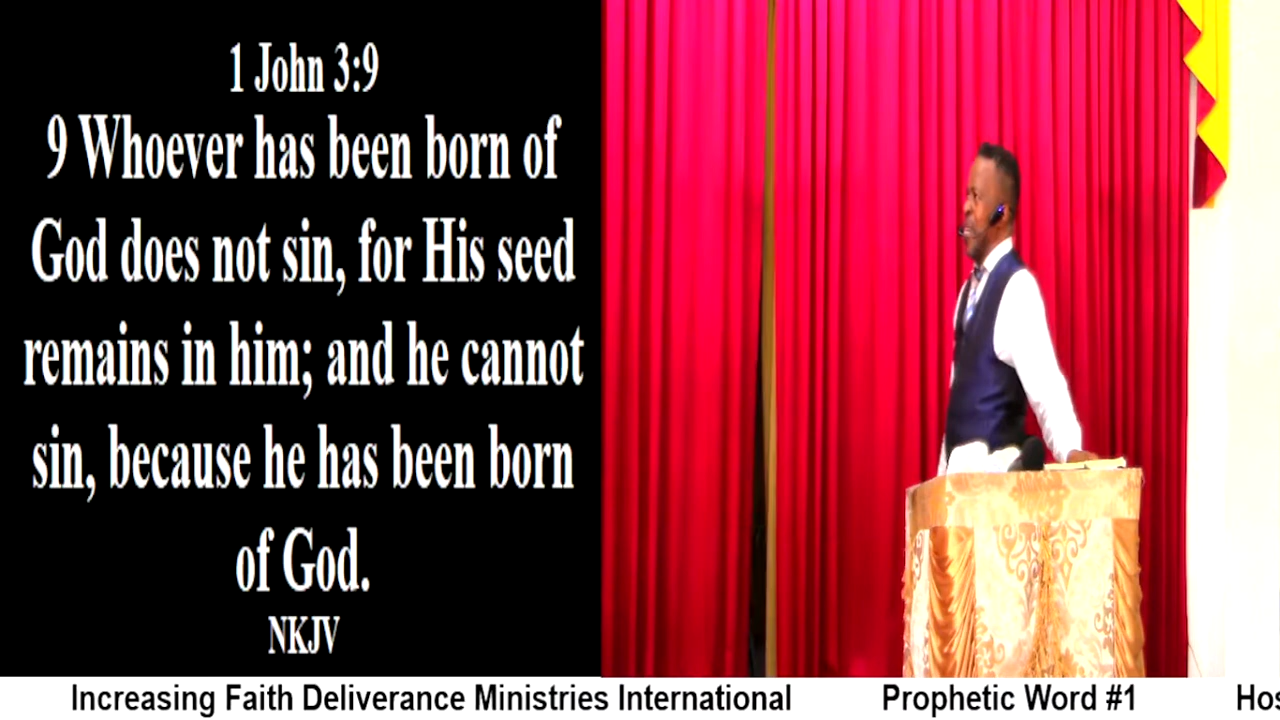 1 John 3:9
9 Whoever has been born of
God does not sin, for His seed
remains in him; and he cannot
sin, because he has been born
of God.
NKJV
Increasing Faith Deliverance Ministries International Prophetic Word #1